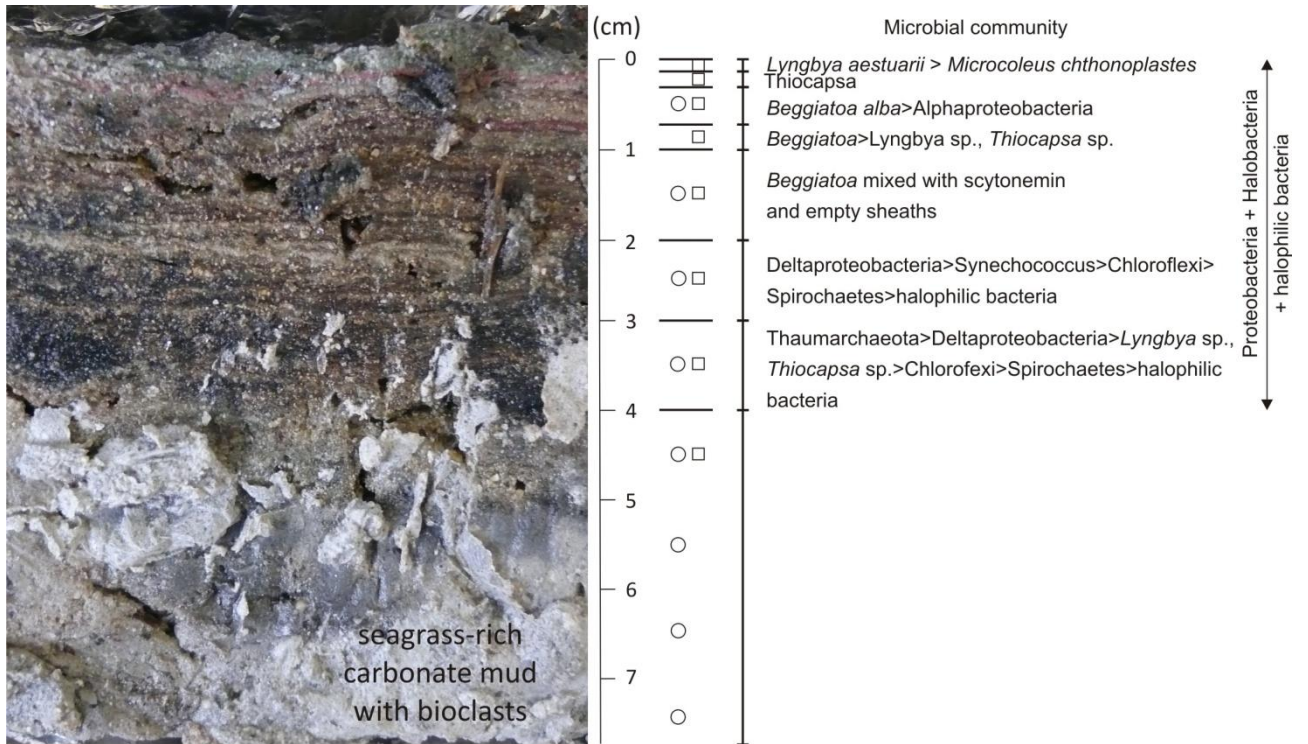 (cm)
Microbial community
0
Lyngbya aestuarii > Microcoleus chthonoplastes
Thiocapsa
Beggiatoa alba>Alphaproteobacteria
Beggiatoa>Lyngbya sp., Thiocapsa sp.
1
Beggiatoa mixed with scytonemin
and empty sheaths
2
Deltaproteobacteria>Synechococcus>Chloroflexi>
Spirochaetes>halophilic bacteria
3
Thaumarchaeota>Deltaproteobacteria>Lyngbya sp.,
Thiocapsa sp.>Chlorofexi>Spirochaetes>halophilic
bacteria
4
5
6
7
Proteobacteria + Halobacteria
+ halophilic bacteria
seagrass-rich
carbonate mud
with bioclasts